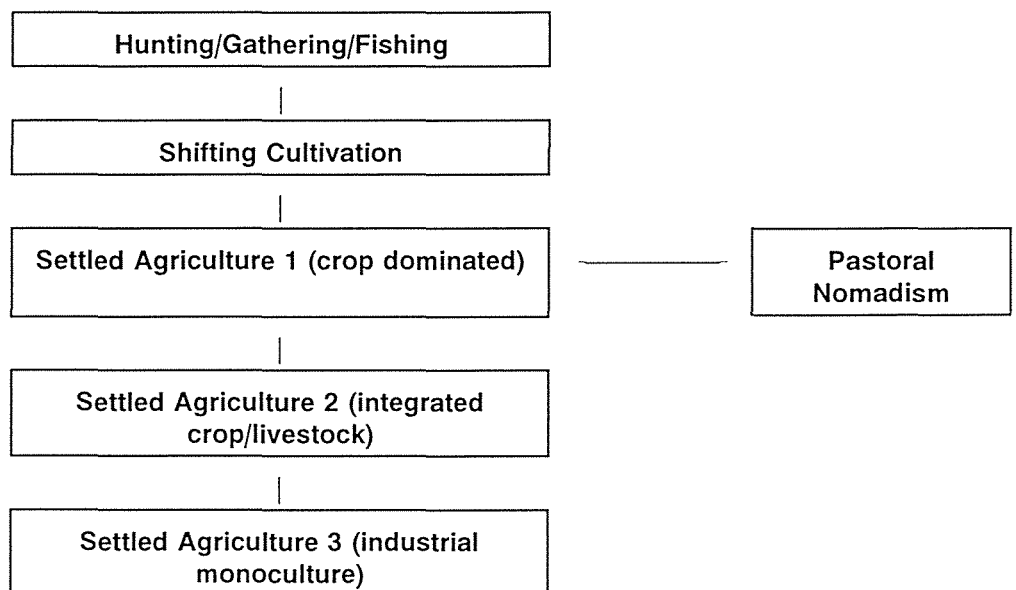 Hunting/Gathering/Fishing
Shifting Cultivation
Settled Agriculture 1 (crop dominated)
Pastoral
Nomadism
Settled Agriculture 2 (integrated
crop/livestock)
Settled Agriculture 3 (industrial
monoculture)